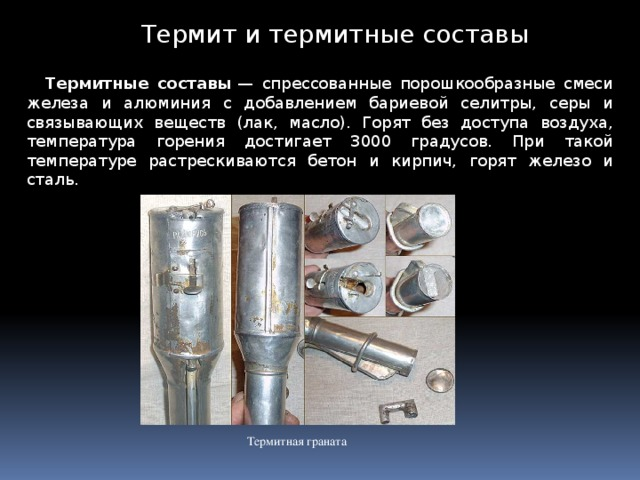 Термит и термитные составы
Термитные составы — спрессованные порошкообразные смеси
железа и алюминия с добавлением бариевой селитры, серы и
связывающих веществ (лак, масло). Горят без доступа воздуха,
температура горения достигает 3000 градусов. При такой
температуре растрескиваются бетон и кирпич, горят железо и
сталь.
Термитная граната